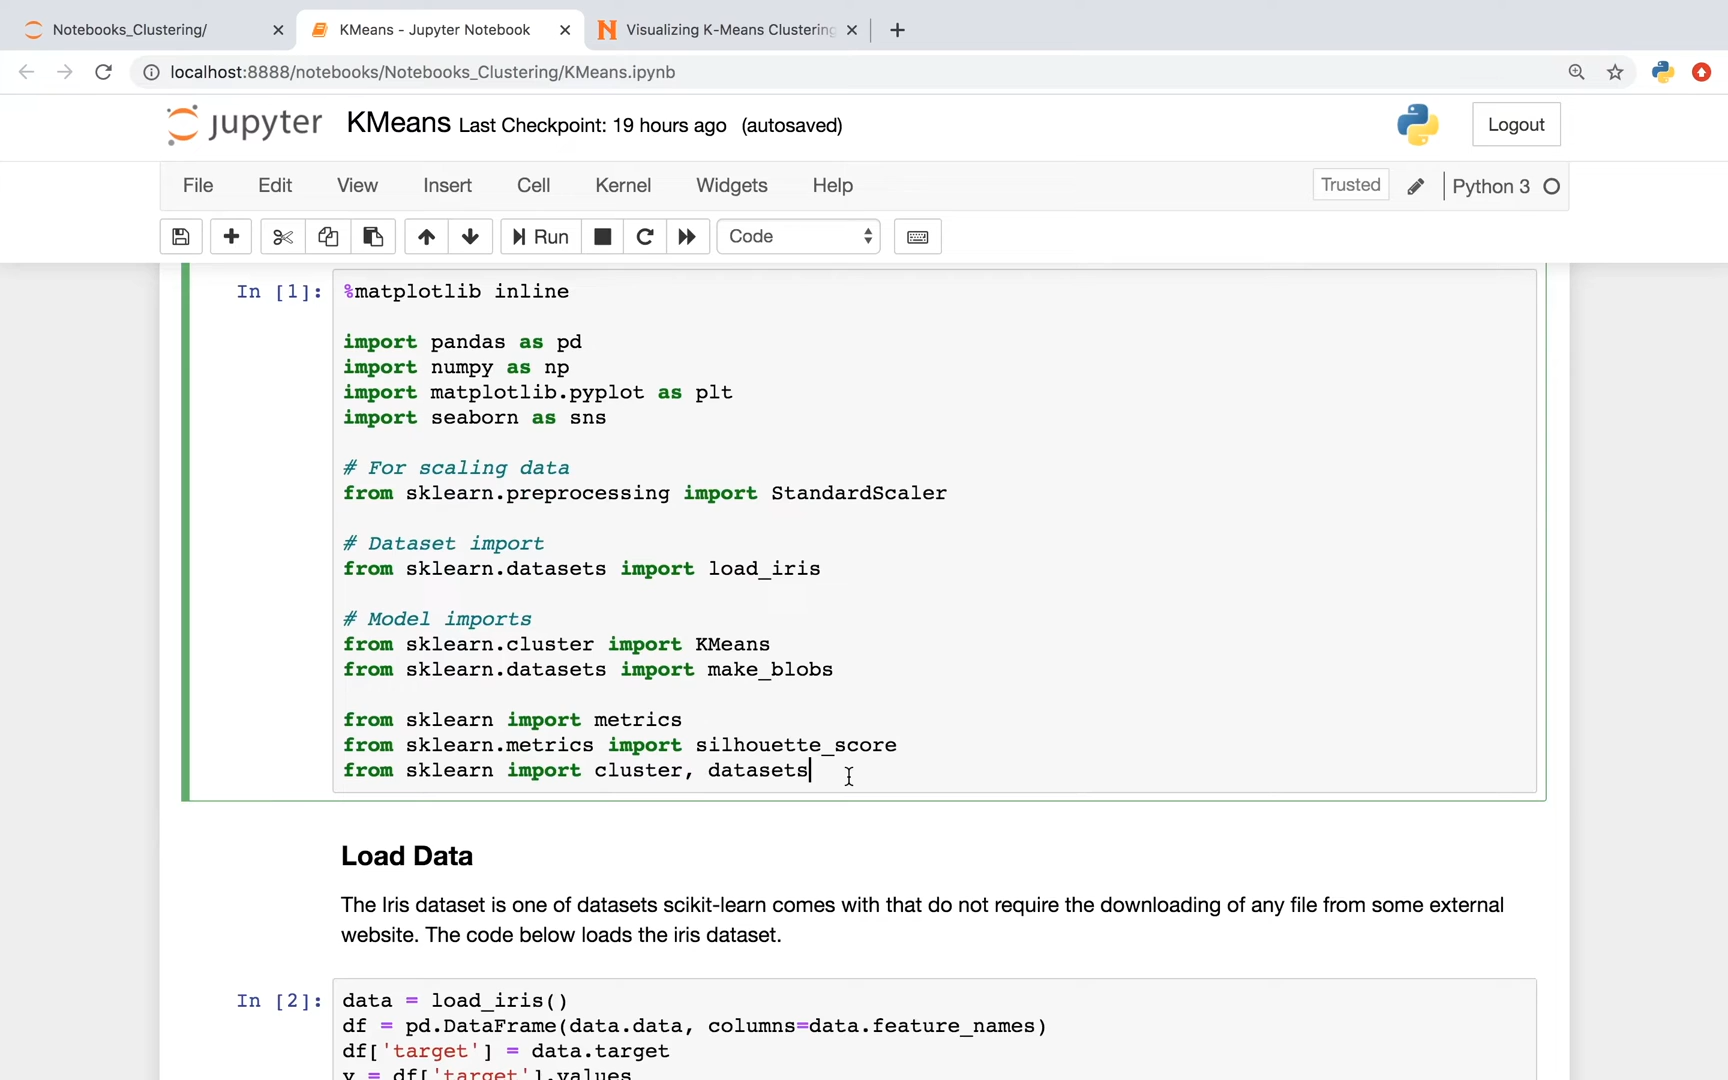 Notebooks_Clustering/
KMeans - Jupyter Notebook
Visualizing K-Means Clustering
localhost:8888/notebooks/Notebooks_Clustering/KMeans.ipynb
jupyter KMeans Last Checkpoint: 19 hours ago (autosaved)
Logout
File Edit View Insert Cell Kernel Widgets Help
Trusted Python 3
Run Code
In [1]: %matplotlib inline
import pandas as pd
import numpy as np
import matplotlib.pyplot as plt
import seaborn as sns
# For scaling data
from sklearn.preprocessing import StandardScaler
# Dataset import
from sklearn.datasets import load_iris
# Model imports
from sklearn.cluster import KMeans
from sklearn.datasets import make_blobs
from sklearn import metrics
from sklearn.metrics import silhouette_score
from sklearn import cluster, datasets
Load Data
The Iris dataset is one of datasets scikit-learn comes with that do not require the downloading of any file from some external
website. The code below loads the iris dataset.
In [2]: data = load_iris()
df = pd.DataFrame(data.data, columns=data.feature_names)
df['target'] = data.target
y = df['target'].values